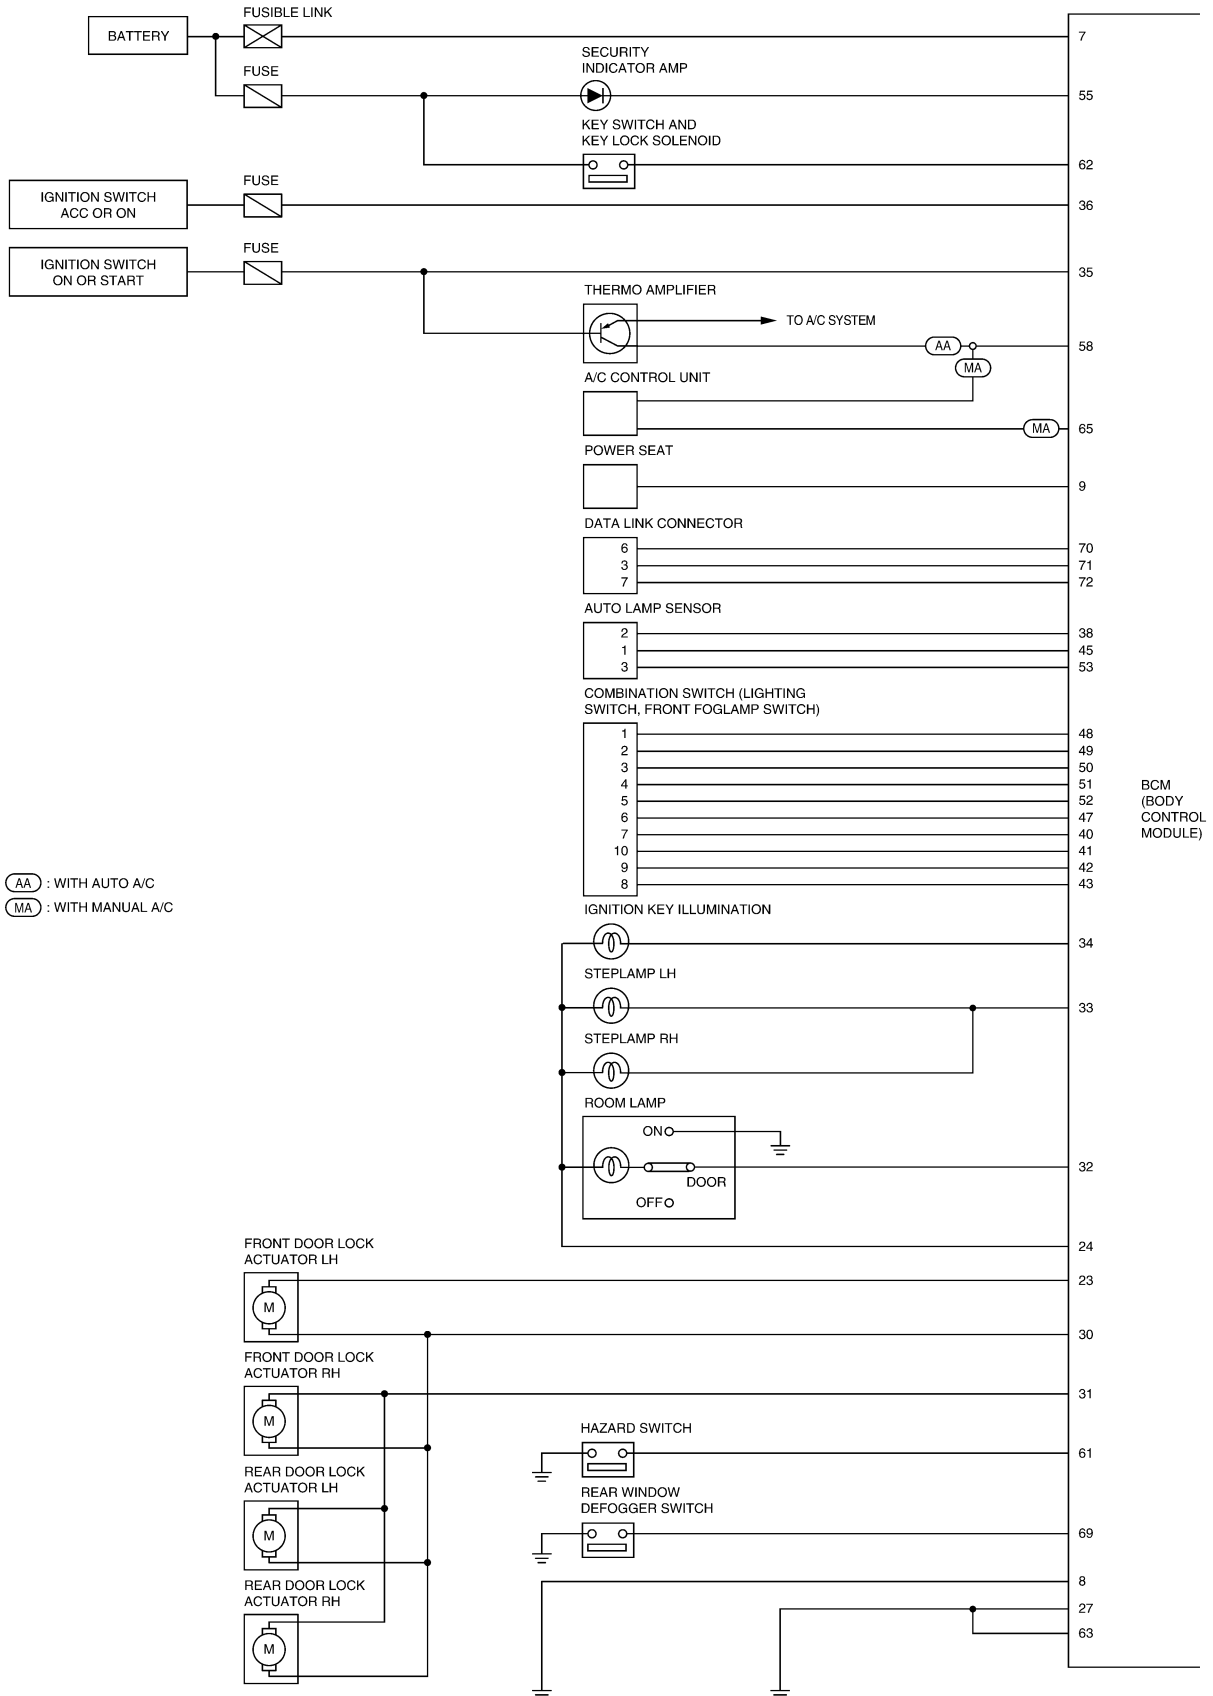 FUSIBLE LINK
BATTERY
7
SECURITY
INDICATOR AMP
FUSE
55
KEY SWITCH AND
KEY LOCK SOLENOID
62
FUSE
IGNITION SWITCH
ACC OR ON
36
FUSE
IGNITION SWITCH
ON OR START
35
THERMO AMPLIFIER
TO A/C SYSTEM
AA
58
MA
A/C CONTROL UNIT
MA
65
POWER SEAT
9
DATA LINK CONNECTOR
6 70
3 71
7 72
AUTO LAMP SENSOR
2 38
1 45
3 53
COMBINATION SWITCH (LIGHTING
SWITCH, FRONT FOGLAMP SWITCH)
1 48
2 49
3 50
4 51
5 52
6 47
7 40
10 41
9 42
8 43
BCM
(BODY
CONTROL
MODULE)
AA : WITH AUTO A/C
MA : WITH MANUAL A/C
IGNITION KEY ILLUMINATION
34
STEPLAMP LH
33
STEPLAMP RH
ROOM LAMP
ON
32
DOOR
OFF
24
FRONT DOOR LOCK
ACTUATOR LH
23
M
30
FRONT DOOR LOCK
ACTUATOR RH
31
M
HAZARD SWITCH
61
REAR DOOR LOCK
ACTUATOR LH
M
REAR WINDOW
DEFOGGER SWITCH
69
8
REAR DOOR LOCK
ACTUATOR RH
M
27
63